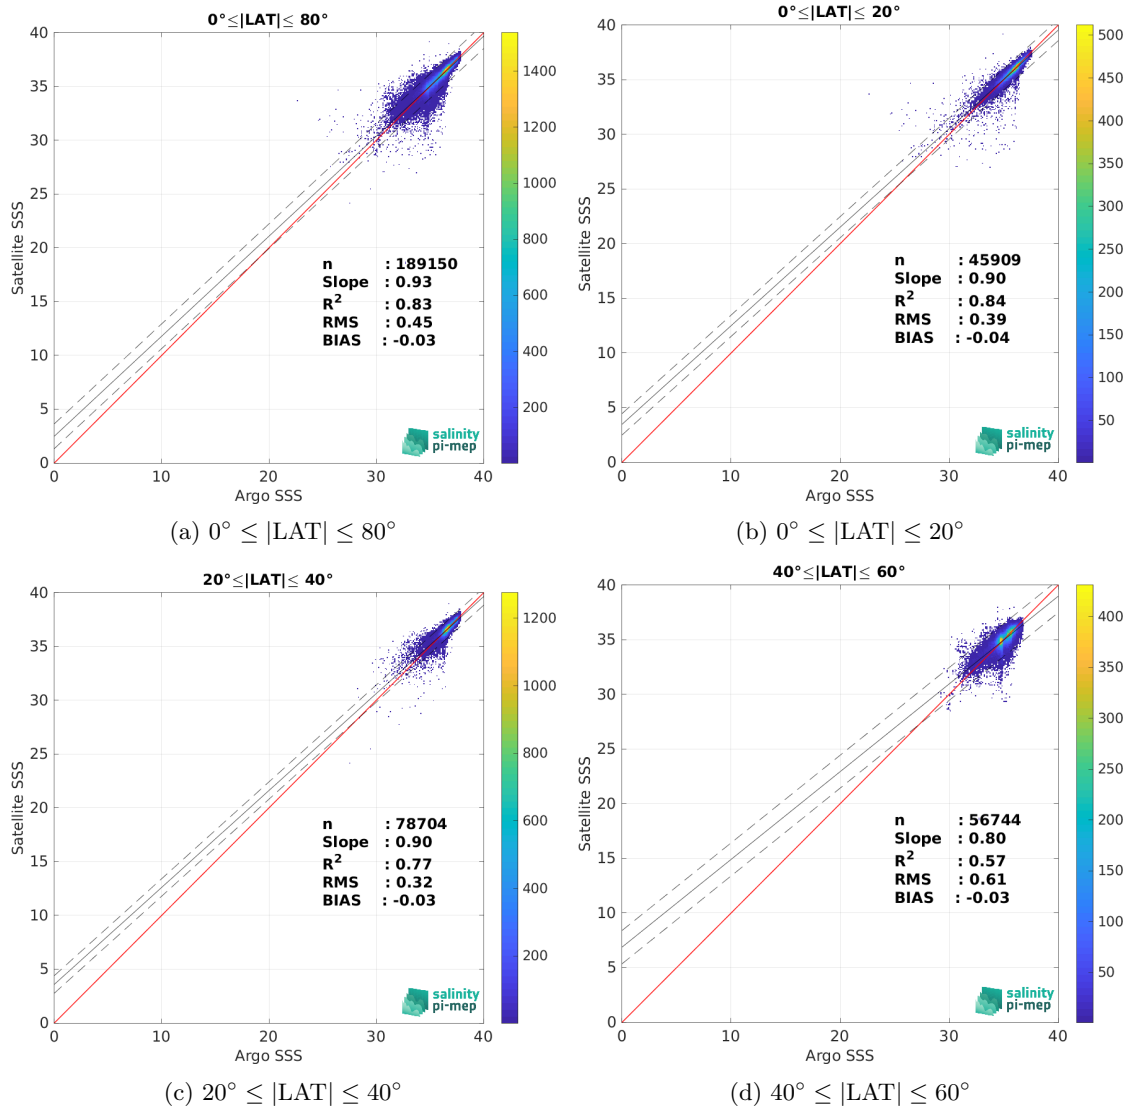 0°≤|LAT|≤ 80°
40
35
30
25
20
15
10
5
0
Satellite SSS
n : 189150
Slope : 0.93
R² : 0.83
RMS : 0.45
BIAS : -0.03
salinity
pi-mep
0 10 20 30 40
Argo SSS
1400
1200
1000
800
600
400
200
(a) 0° ≤ |LAT| ≤ 80°
0°≤|LAT|≤ 20°
40
35
30
25
20
15
10
5
0
Satellite SSS
n : 45909
Slope : 0.90
R² : 0.84
RMS : 0.39
BIAS : -0.04
salinity
pi-mep
0 10 20 30 40
Argo SSS
500
450
400
350
300
250
200
150
100
50
(b) 0° ≤ |LAT| ≤ 20°
20°≤|LAT|≤ 40°
40
35
30
25
20
15
10
5
0
Satellite SSS
n : 78704
Slope : 0.90
R² : 0.77
RMS : 0.32
BIAS : -0.03
salinity
pi-mep
0 10 20 30 40
Argo SSS
1200
1000
800
600
400
200
(c) 20° ≤ |LAT| ≤ 40°
40°≤|LAT|≤ 60°
40
35
30
25
20
15
10
5
0
Satellite SSS
n : 56744
Slope : 0.80
R² : 0.57
RMS : 0.61
BIAS : -0.03
salinity
pi-mep
0 10 20 30 40
Argo SSS
400
350
300
250
200
150
100
50
(d) 40° ≤ |LAT| ≤ 60°